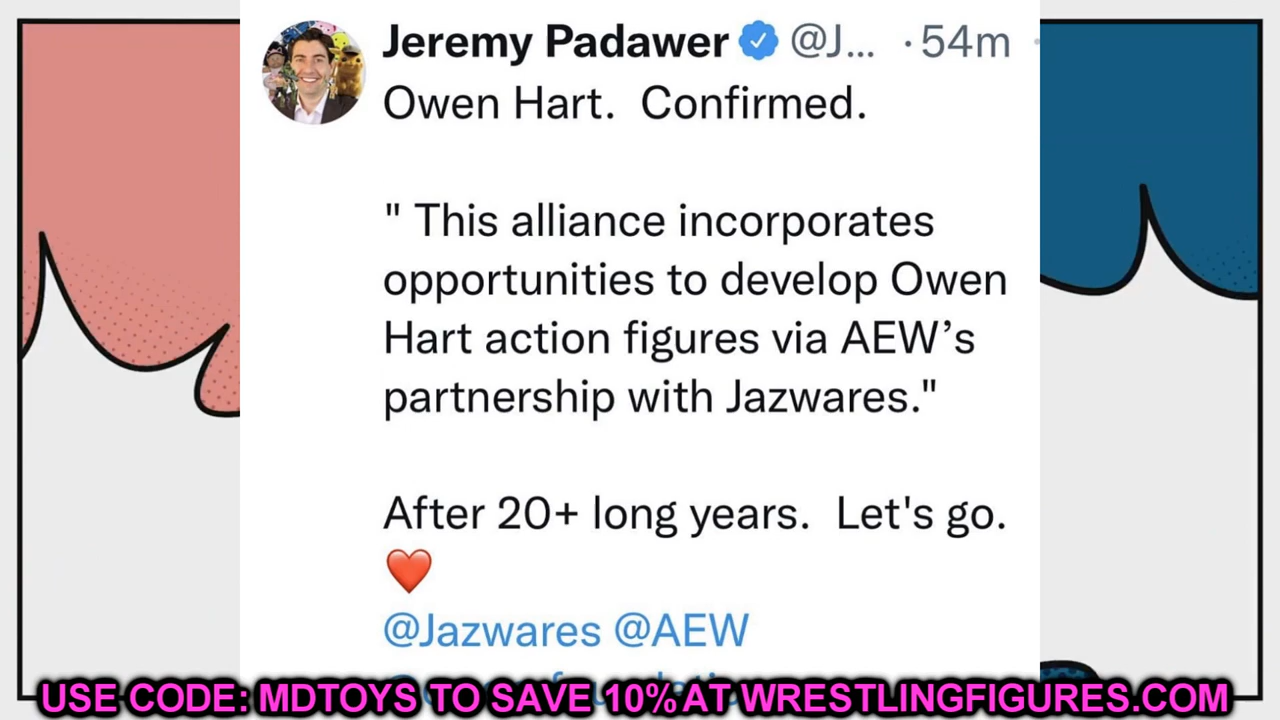 Jeremy Padawer @J... ·54m
Owen Hart. Confirmed.
" This alliance incorporates
opportunities to develop Owen
Hart action figures via AEW’s
partnership with Jazwares."
After 20+ long years. Let's go.
❤️
@Jazwares @AEW
USE CODE: MDTOYS TO SAVE 10% AT WRESTLINGFIGURES.COM